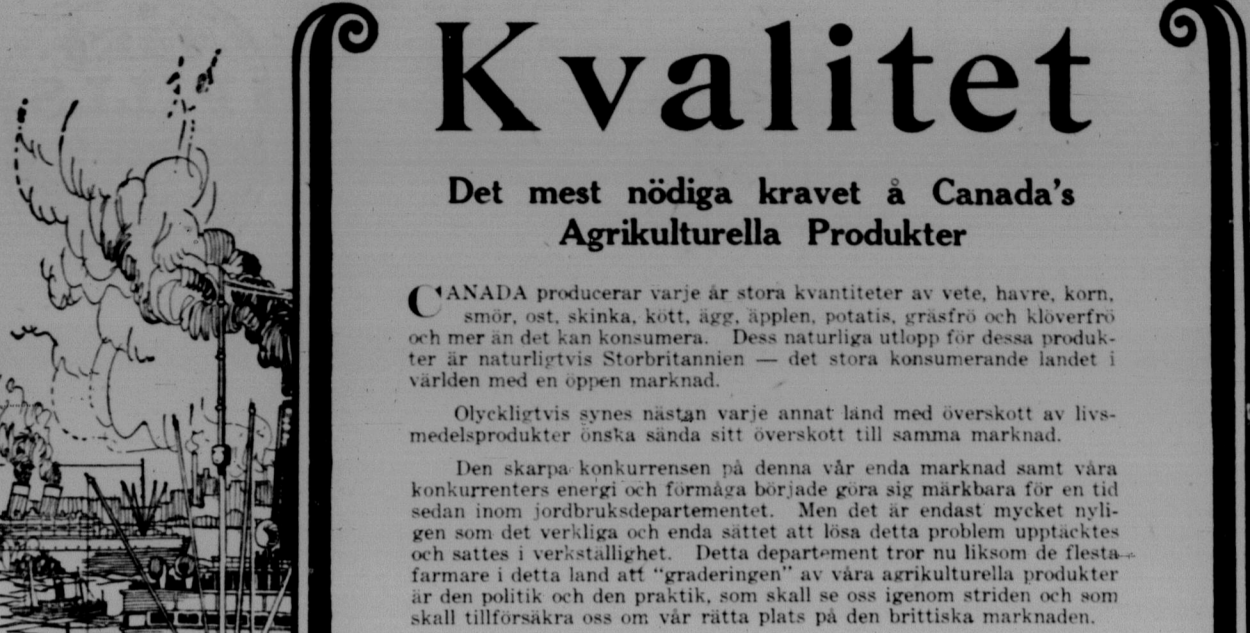 Kvalitet
Det mest nödiga kravet å Canada's
Agrikulturella Produkter
CANADA producerar varje år stora kvantiteter av vete, havre, korn,
smör, ost, skinka, kött, ägg, äpplen, potatis, gräsfrö och klöverfrö
och mer än det kan konsumera. Dess naturliga utlopp för dessa produk-
ter är naturligtvis Storbritannien — det stora konsumerande landet i
världen med en öppen marknad.
Olyckligtvis synes nästan varje annat land med överskott av livs-
medelsprodukter önska sända sitt överskott till samma marknad.
Den skarpa konkurrensen på denna vår enda marknad samt våra
konkurrenters energi och förmåga började göra sig märkbara för en tid
sedan inom jordbruksdepartementet. Men det är endast mycket nyli-
gen som det verkliga och enda sättet att lösa detta problem upptäcktes
och sattes i verkställighet. Detta departement tror nu liksom de flesta
farmare i detta land att "graderingen" av våra agrikulturella produkter
är den politik och den praktik, som skall se oss igenom striden och som
skall tillförsäkra oss om vår rätta plats på den brittiska marknaden.